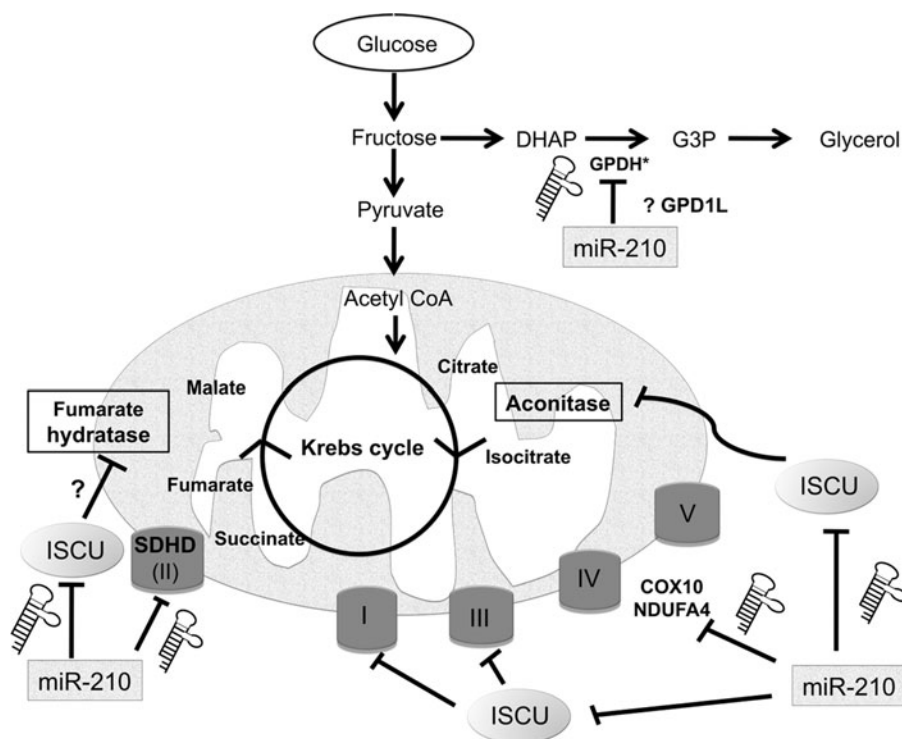 Glucose
Fructose
DHAP
G3P
Glycerol
GPDH*
? GPD1L
Pyruvate
miR-210
Acetyl CoA
Citrate
Malate
Aconitase
Fumarate
hydratase
Krebs cycle
Isocitrate
?
Fumarate
ISCU
V
Succinate
SDHD
(II)
ISCU
IV
COX10
NDUFA4
I
III
miR-210
miR-210
ISCU